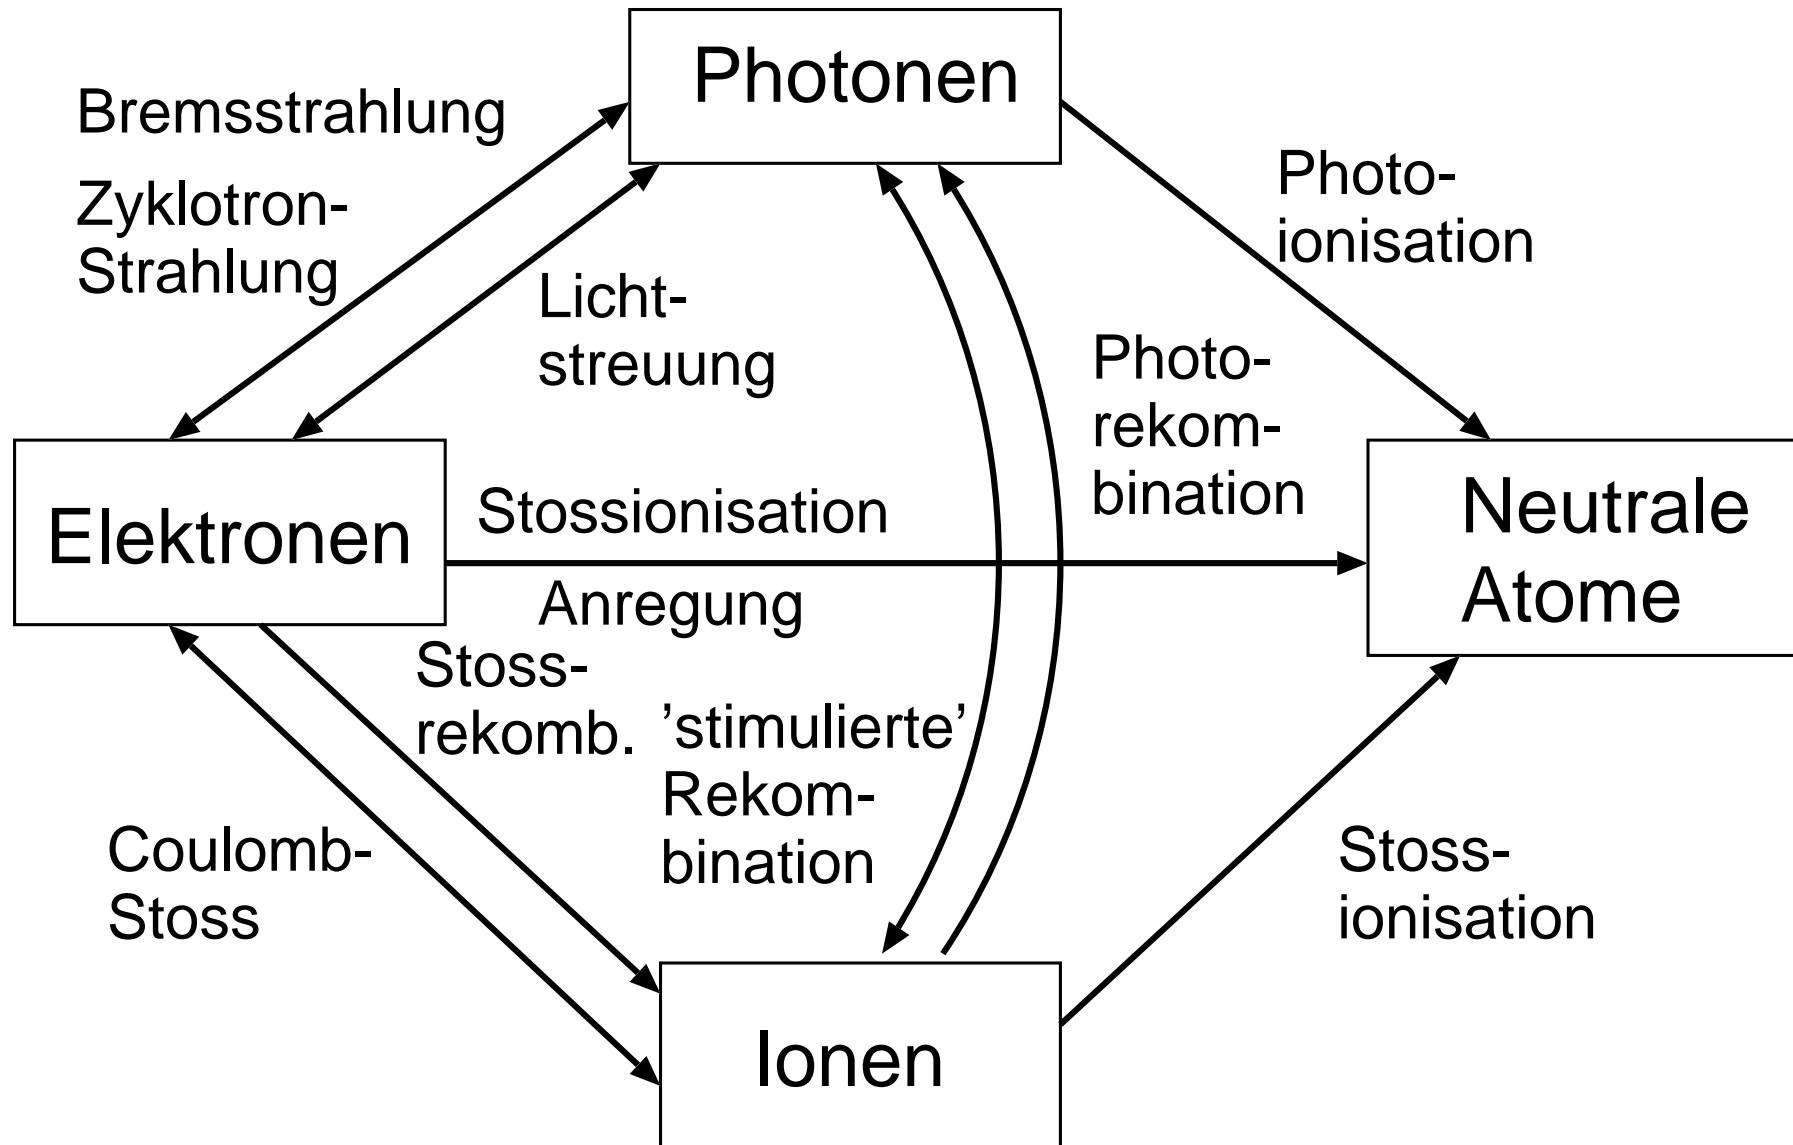 Photonen
Bremsstrahlung
Zyklotron-
Strahlung
Photo-
ionisation
Licht-
streuung
Photo-
rekom-
bination
Elektronen
Stossionisation
Anregung
Neutrale
Atome
Stoss-
rekomb.
’stimulierte’
Rekom-
bination
Coulomb-
Stoss
Stoss-
ionisation
Ionen